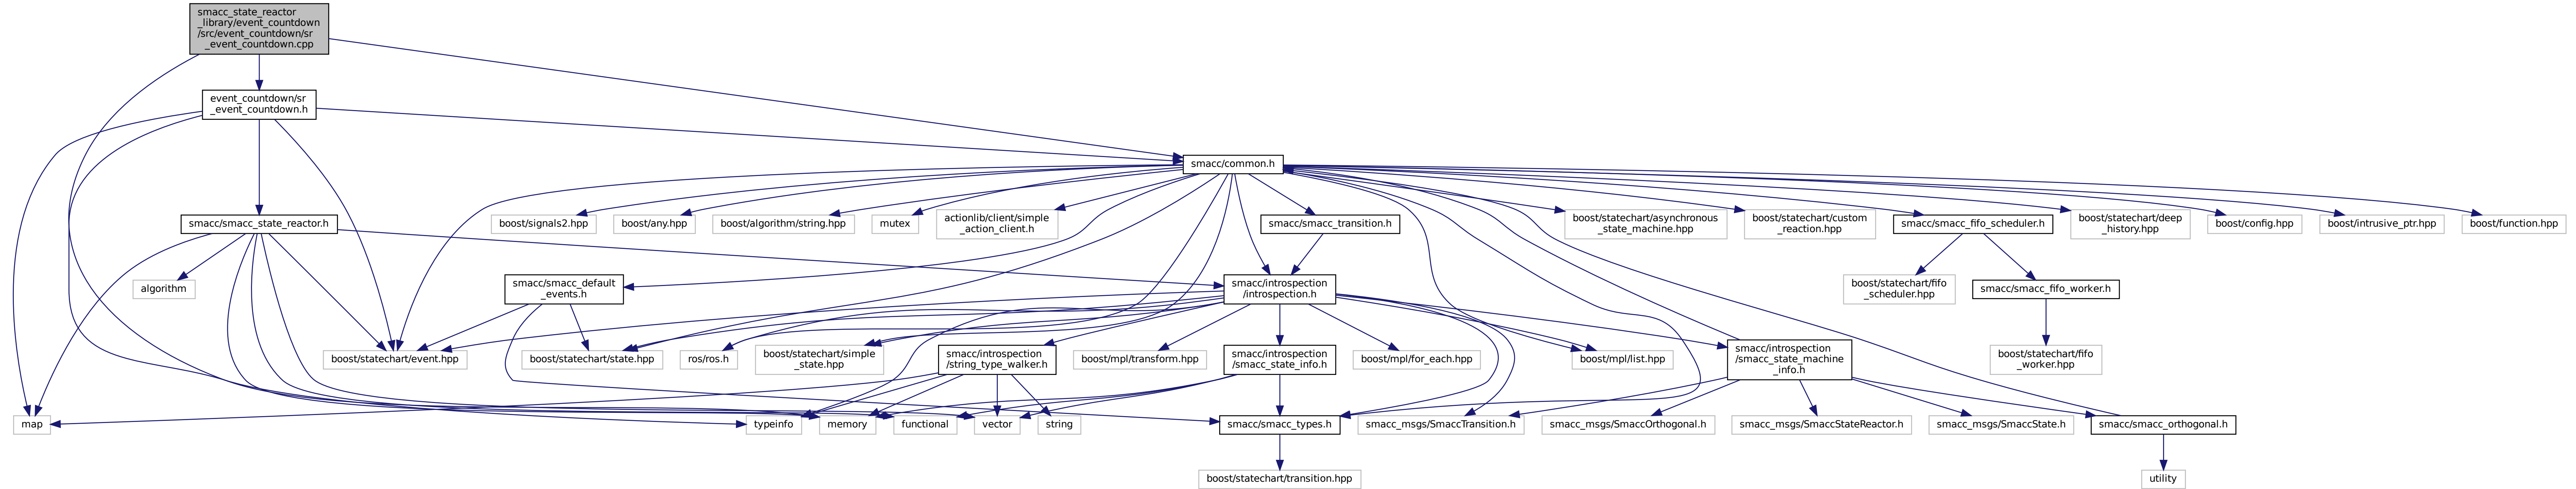 smacc_state_reactor
_library/event_countdown
/src/event_countdown/sr
_event_countdown.cpp
event_countdown/sr
_event_countdown.h
smacc/common.h
smacc/smacc_state_reactor.h
boost/signals2.hpp
boost/any.hpp
boost/algorithm/string.hpp
mutex
actionlib/client/simple
_action_client.h
smacc/smacc_transition.h
boost/statechart/asynchronous
_state_machine.hpp
boost/statechart/custom
_reaction.hpp
smacc/smacc_fifo_scheduler.h
boost/statechart/deep
_history.hpp
boost/config.hpp
boost/intrusive_ptr.hpp
boost/function.hpp
algorithm
smacc/smacc_default
_events.h
smacc/introspection
/introspection.h
boost/statechart/fifo
_scheduler.hpp
smacc/smacc_fifo_worker.h
boost/statechart/event.hpp
boost/statechart/state.hpp
ros/ros.h
boost/statechart/simple
_state.hpp
smacc/introspection
/string_type_walker.h
boost/mpl/transform.hpp
smacc/introspection
/smacc_state_info.h
boost/mpl/for_each.hpp
boost/mpl/list.hpp
smacc/introspection
/smacc_state_machine
_info.h
boost/statechart/fifo
_worker.hpp
map
typeinfo
memory
functional
vector
string
smacc/smacc_types.h
smacc_msgs/SmaccTransition.h
smacc_msgs/SmaccOrthogonal.h
smacc_msgs/SmaccStateReactor.h
smacc_msgs/SmaccState.h
smacc/smacc_orthogonal.h
boost/statechart/transition.hpp
utility